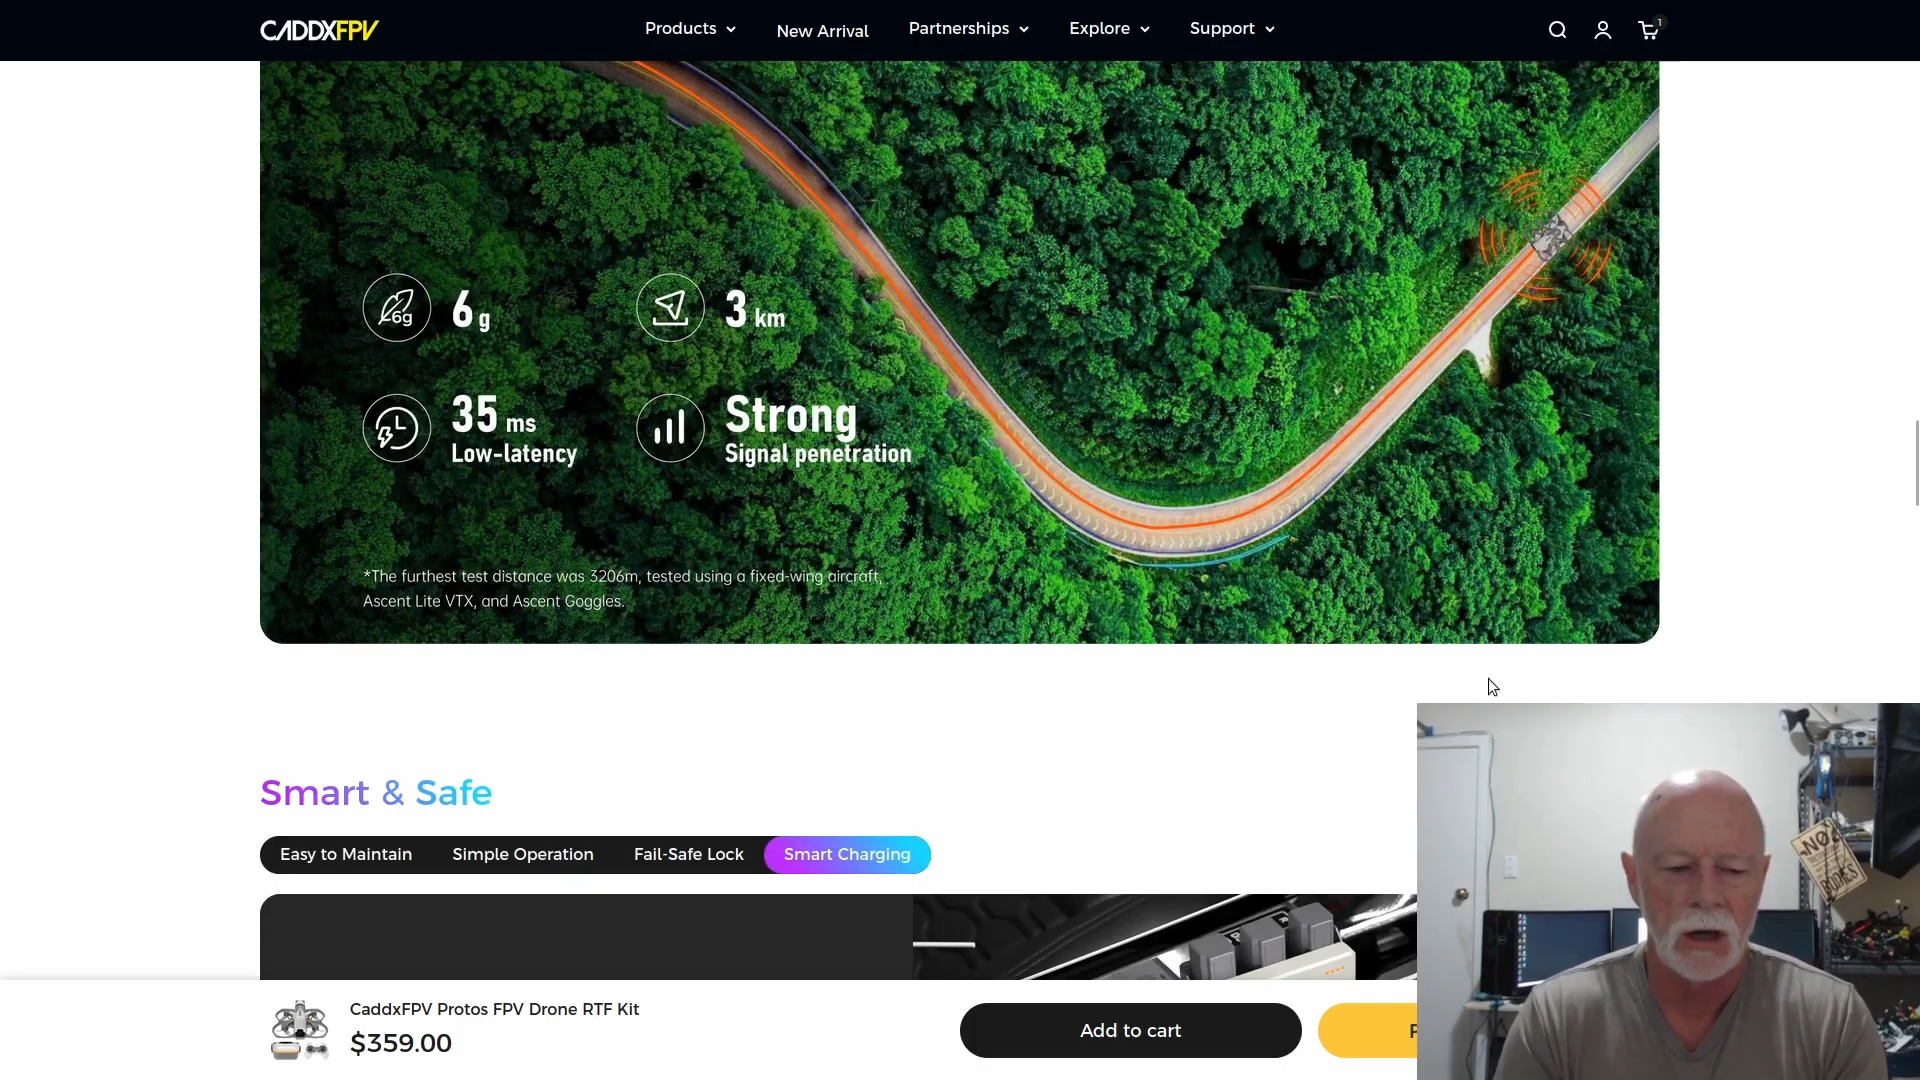 CADDXFPV
Products
New Arrival
Partnerships
Explore
Support
1
6g
6 g
3 km
35 ms
Low-latency
Strong
Signal penetration
*The furthest test distance was 3206m, tested using a fixed-wing aircraft,
Ascent Lite VTX, and Ascent Goggles.
Smart & Safe
Easy to Maintain
Simple Operation
Fail-Safe Lock
Smart Charging
CaddxFPV Protos FPV Drone RTF Kit
$359.00
Add to cart
NO